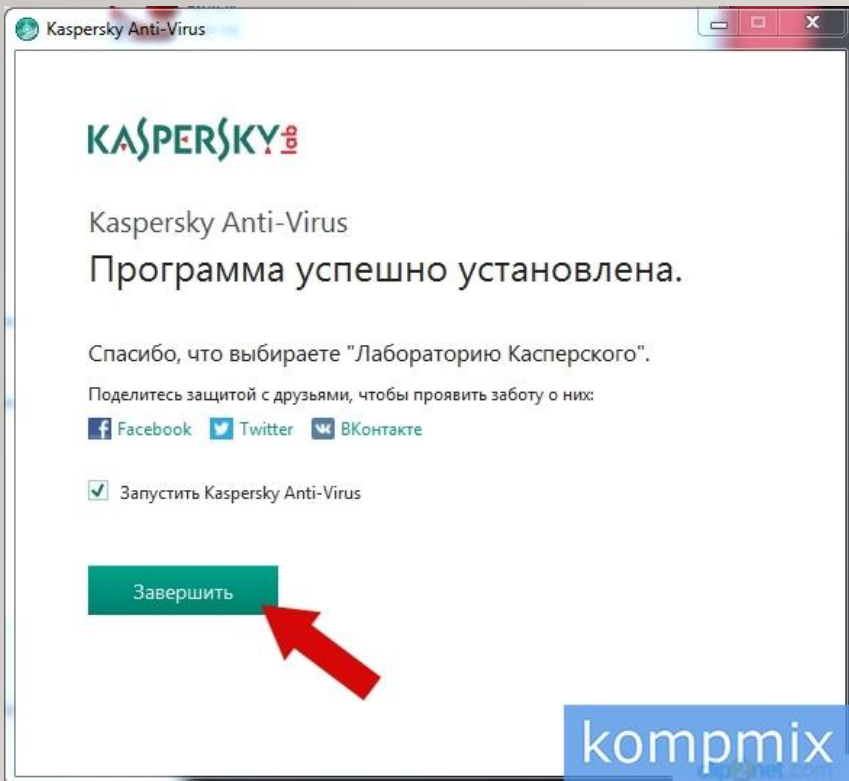 Kaspersky Anti-Virus
KASPERSKY lab
Kaspersky Anti-Virus
Программа успешно установлена.
Спасибо, что выбираете "Лабораторию Касперского".
Поделитесь защитой с друзьями, чтобы проявить заботу о них:
Facebook Twitter ВКонтакте
Запустить Kaspersky Anti-Virus
Завершить
kompmix